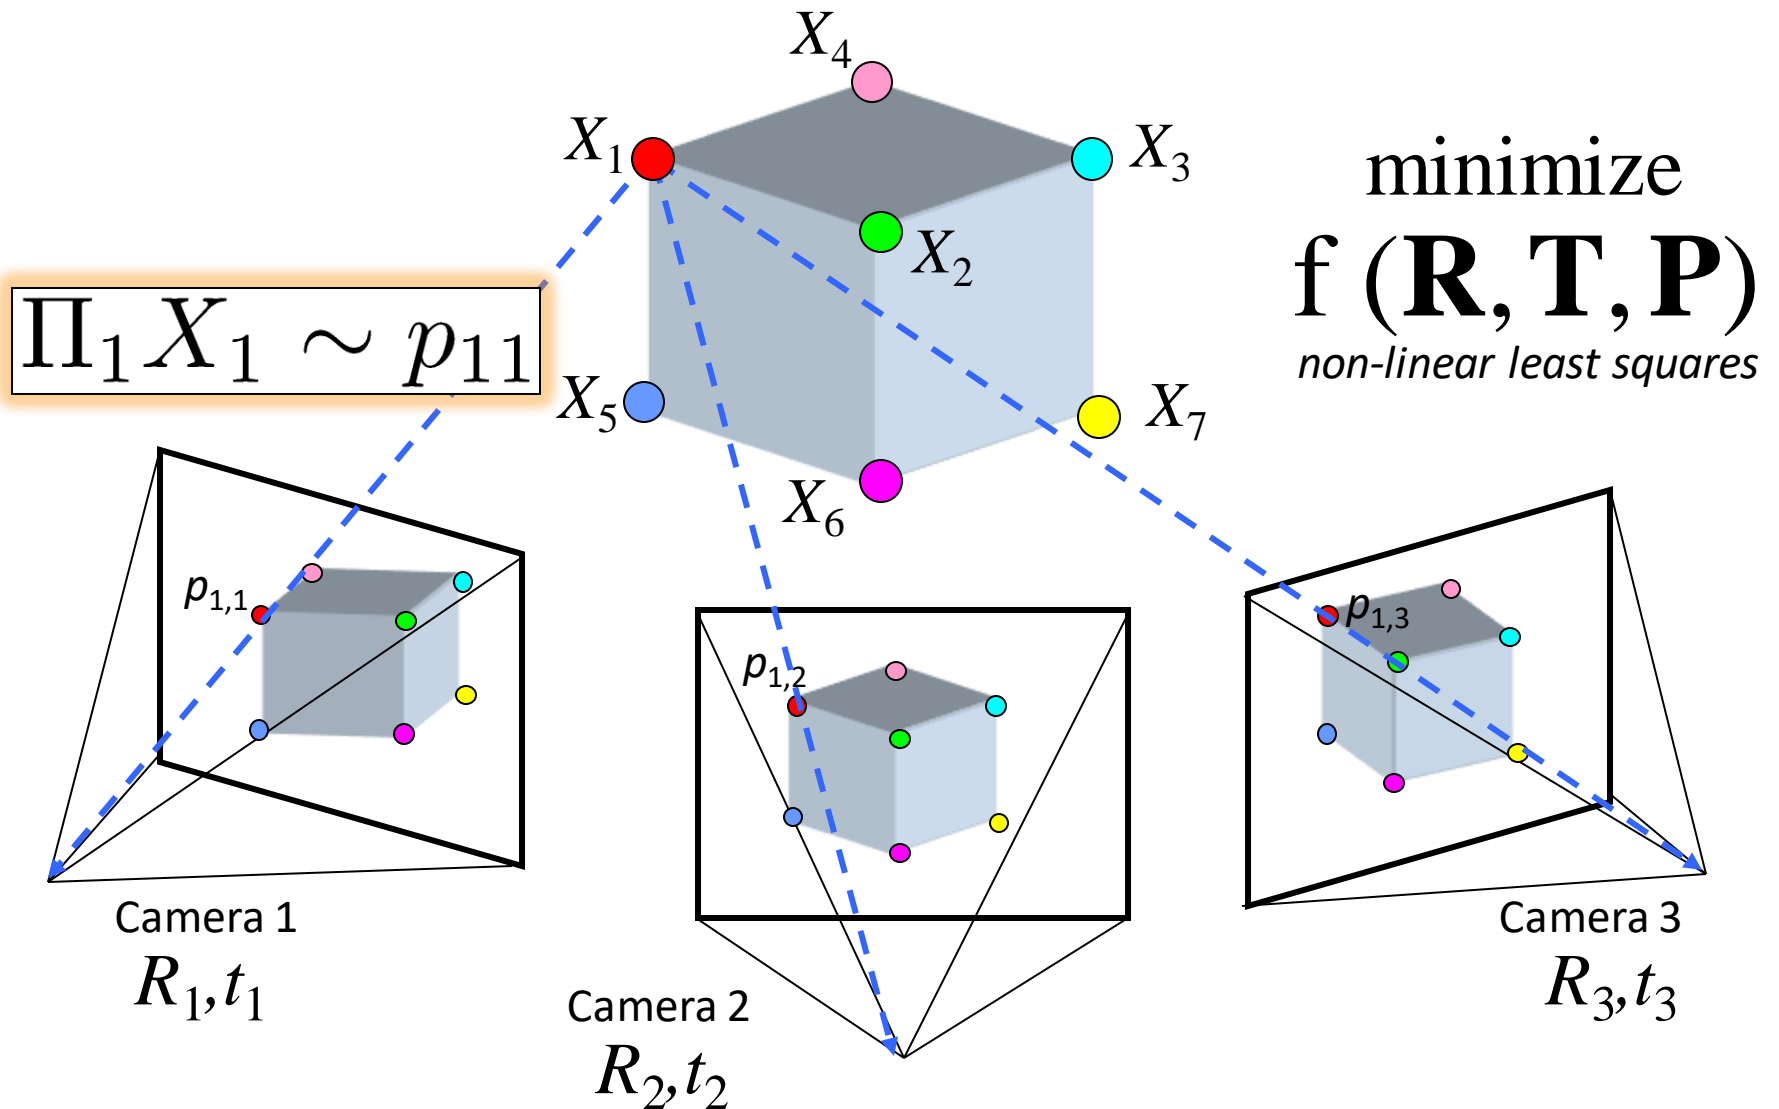 X₄
X₁
X₃
X₂
minimize
f (R, T, P)
non-linear least squares
Π₁X₁ ∼ p₁₁
X₅
X₇
X₆
p₁,₁
p₁,₂
p₁,₃
Camera 1
R₁,t₁
Camera 2
R₂,t₂
Camera 3
R₃,t₃